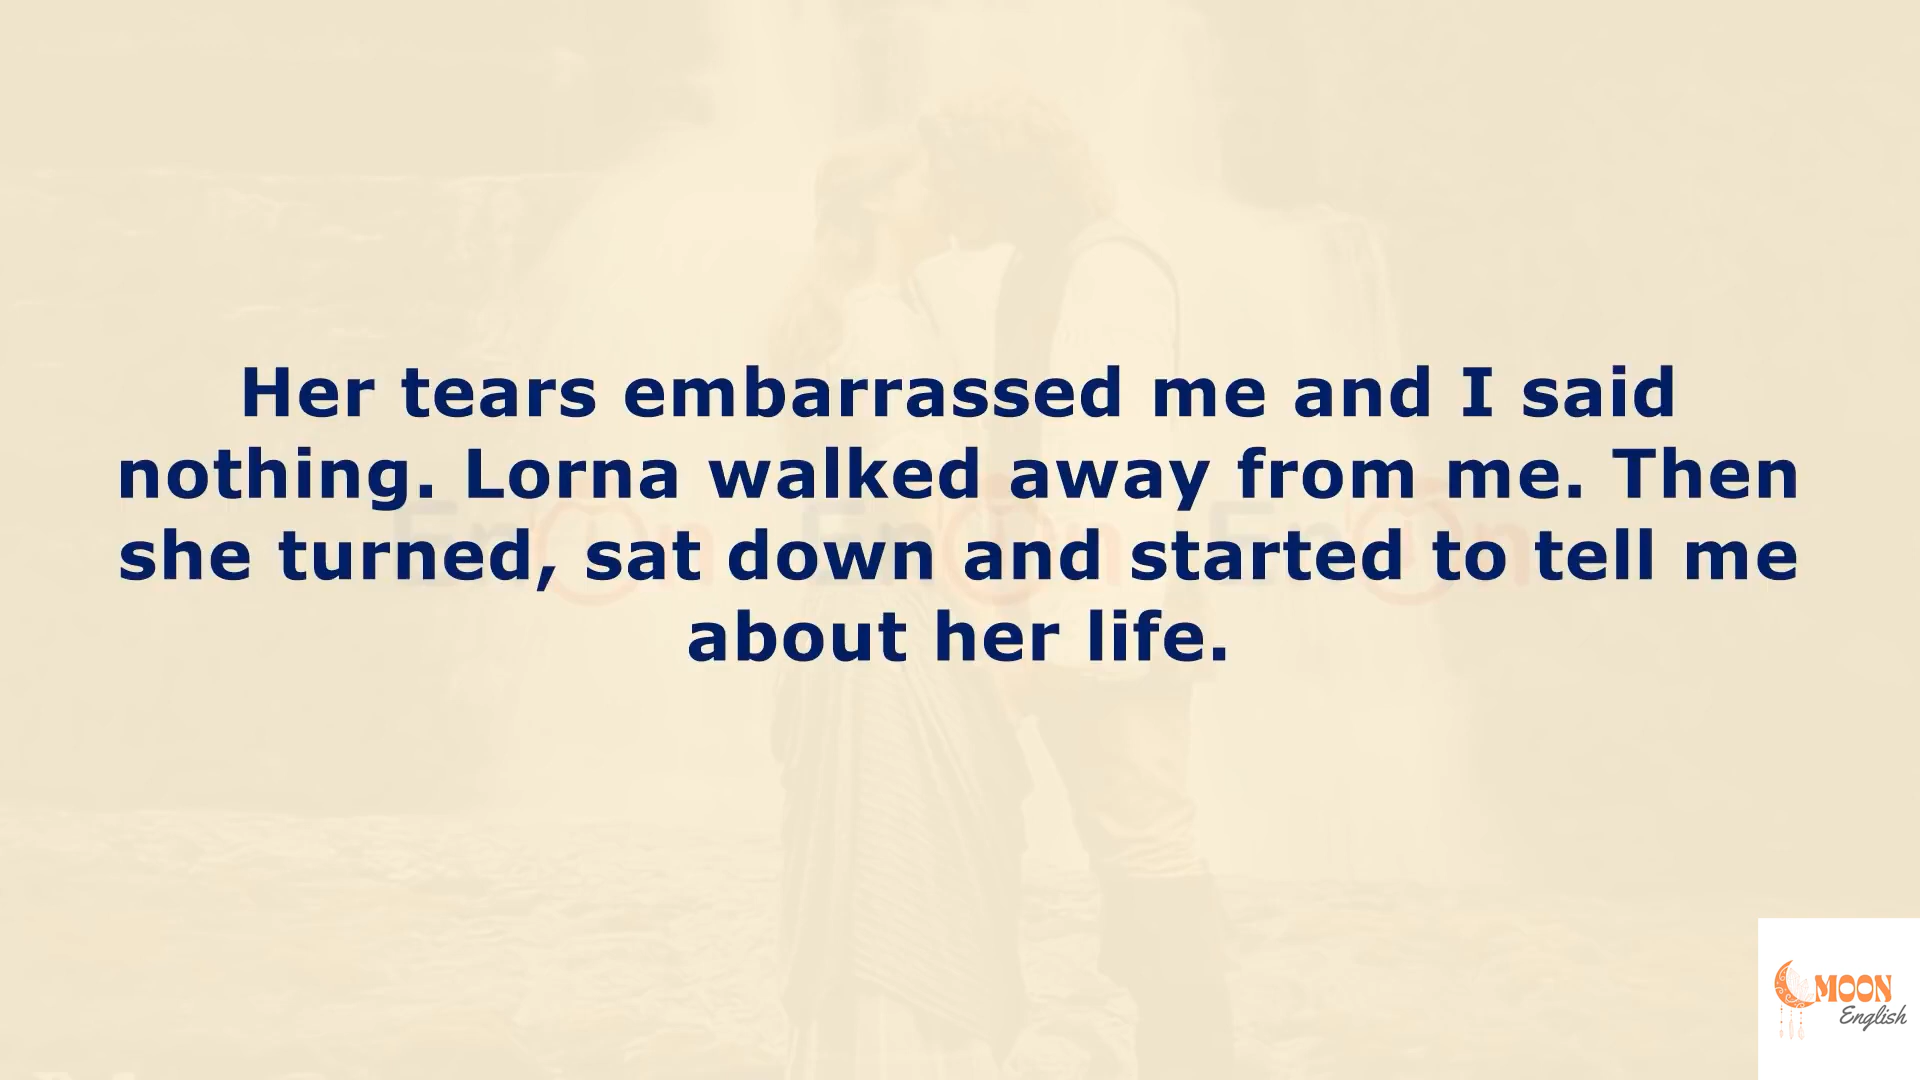 Her tears embarrassed me and I said
nothing. Lorna walked away from me. Then
she turned, sat down and started to tell me
about her life.
MOON
English